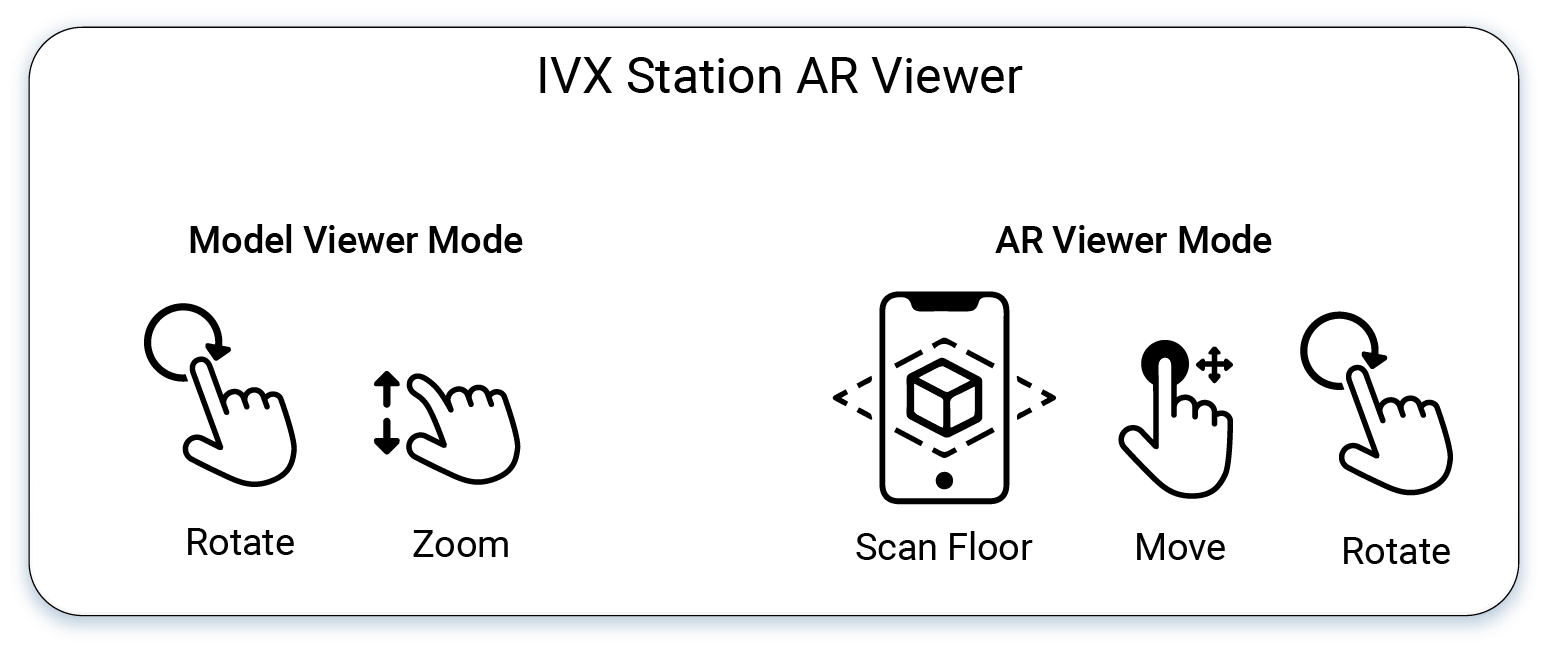 IVX Station AR Viewer
Model Viewer Mode
Rotate
Zoom
AR Viewer Mode
Scan Floor
Move
Rotate